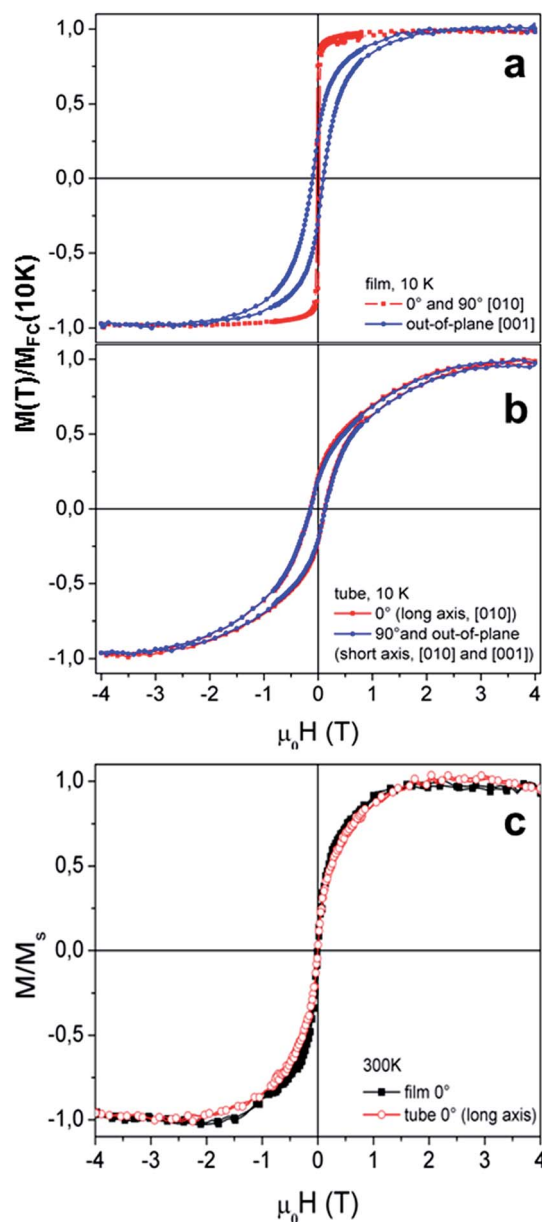 1,0
a
0,5
0,0
-0,5
film, 10 K
0° and 90° [010]
out-of-plane [001]
-1,0
M(T)/M_FC(10K)
1,0
b
0,5
0,0
-0,5
tube, 10 K
0° (long axis, [010])
90°and out-of-plane
(short axis, [010] and [001])
-1,0
-4 -3 -2 -1 0 1 2 3 4
μ₀H (T)
1,0
c
0,5
0,0
M/M_s
-0,5
300K
film 0°
tube 0° (long axis)
-1,0
-4 -3 -2 -1 0 1 2 3 4
μ₀H (T)